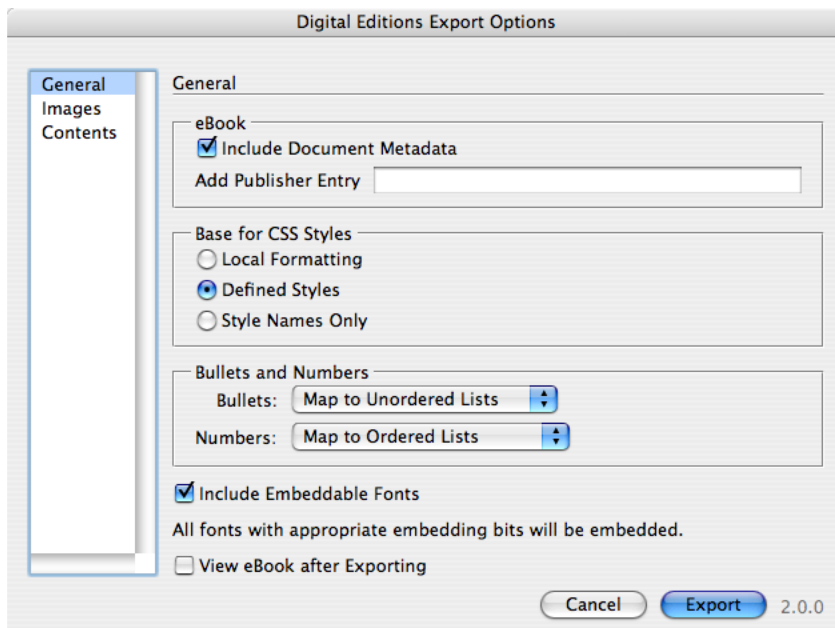 Digital Editions Export Options
General
Images
Contents
General
eBook
Include Document Metadata
Add Publisher Entry
Base for CSS Styles
Local Formatting
Defined Styles
Style Names Only
Bullets and Numbers
Bullets: Map to Unordered Lists
Numbers: Map to Ordered Lists
Include Embeddable Fonts
All fonts with appropriate embedding bits will be embedded.
View eBook after Exporting
Cancel Export 2.0.0